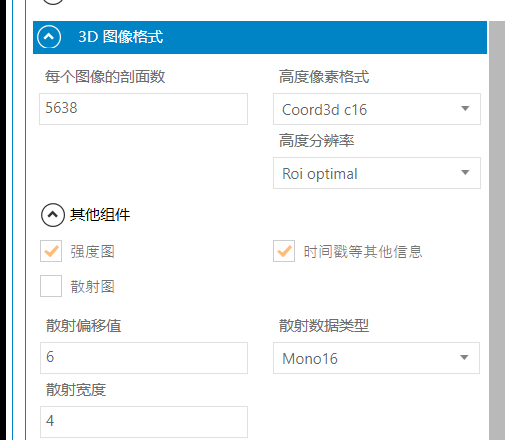 3D 图像格式
每个图像的剖面数
高度像素格式
5638
Coord3d c16
高度分辨率
Roi optimal
其他组件
强度图
时间戳等其他信息
散射图
散射偏移值
散射数据类型
6
Mono16
散射宽度
4